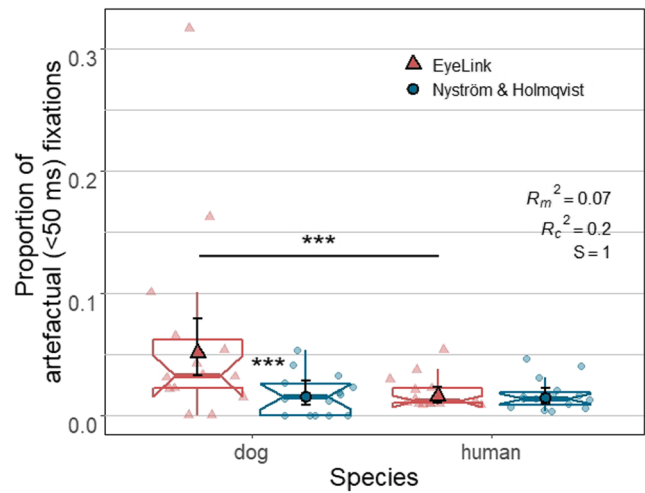 Proportion of
artefactual (<50 ms) fixations
0.3
0.2
0.1
0.0
EyeLink
Nyström & Holmqvist
Rm² = 0.07
Rc² = 0.2
S = 1
***
***
dog
human
Species